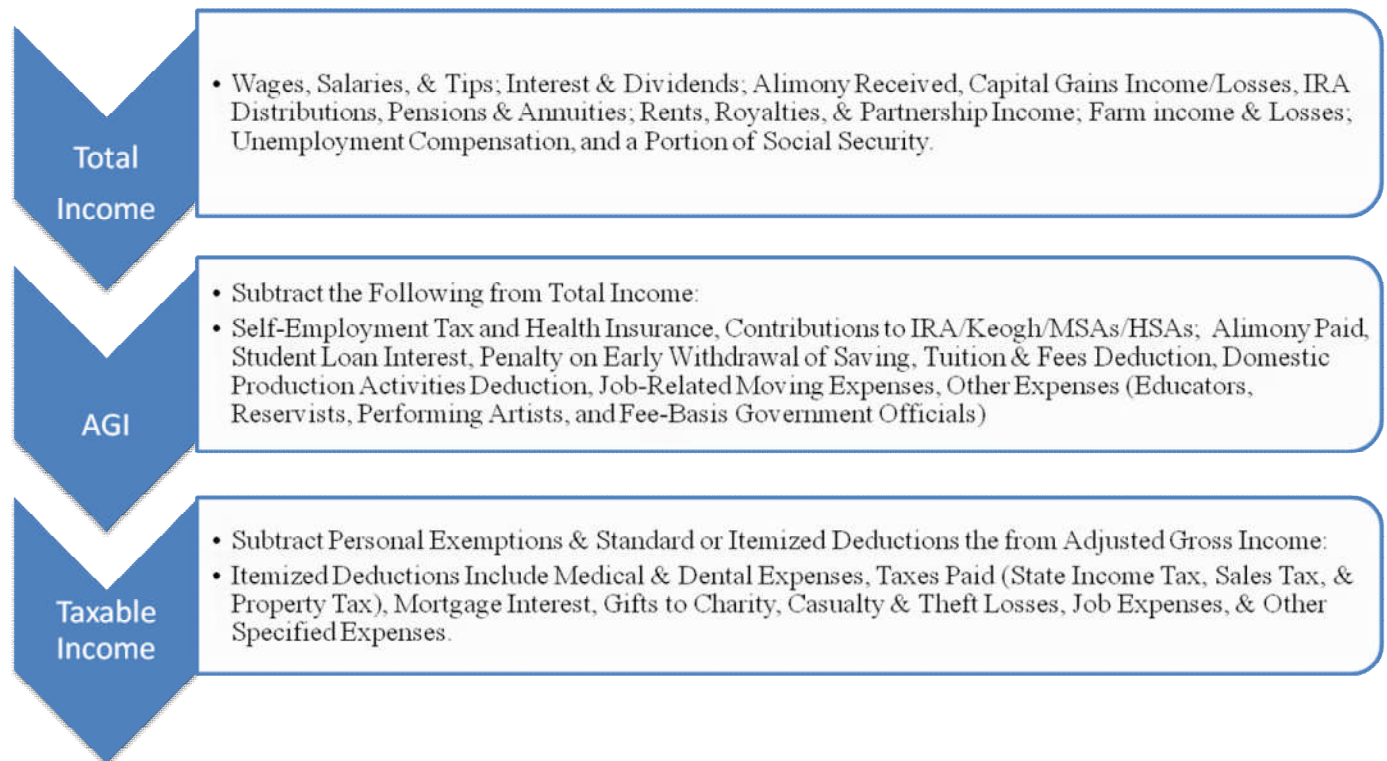 Total
Income
• Wages, Salaries, & Tips; Interest & Dividends; Alimony Received, Capital Gains Income/Losses, IRA
Distributions, Pensions & Annuities; Rents, Royalties, & Partnership Income; Farm income & Losses;
Unemployment Compensation, and a Portion of Social Security.
AGI
• Subtract the Following from Total Income:
• Self-Employment Tax and Health Insurance, Contributions to IRA/Keogh/MSAs/HSAs; Alimony Paid,
Student Loan Interest, Penalty on Early Withdrawal of Saving, Tuition & Fees Deduction, Domestic
Production Activities Deduction, Job-Related Moving Expenses, Other Expenses (Educators,
Reservists, Performing Artists, and Fee-Basis Government Officials)
Taxable
Income
• Subtract Personal Exemptions & Standard or Itemized Deductions the from Adjusted Gross Income:
• Itemized Deductions Include Medical & Dental Expenses, Taxes Paid (State Income Tax, Sales Tax, &
Property Tax), Mortgage Interest, Gifts to Charity, Casualty & Theft Losses, Job Expenses, & Other
Specified Expenses.